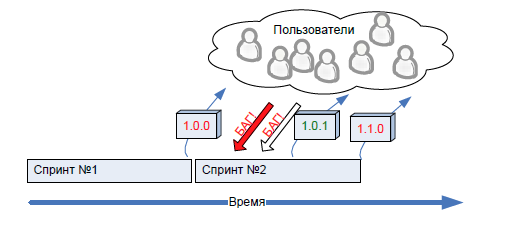 Пользователи
1.0.0
БАГ!
БАГ!
1.0.1
1.1.0
Спринт №1
Спринт №2
Время